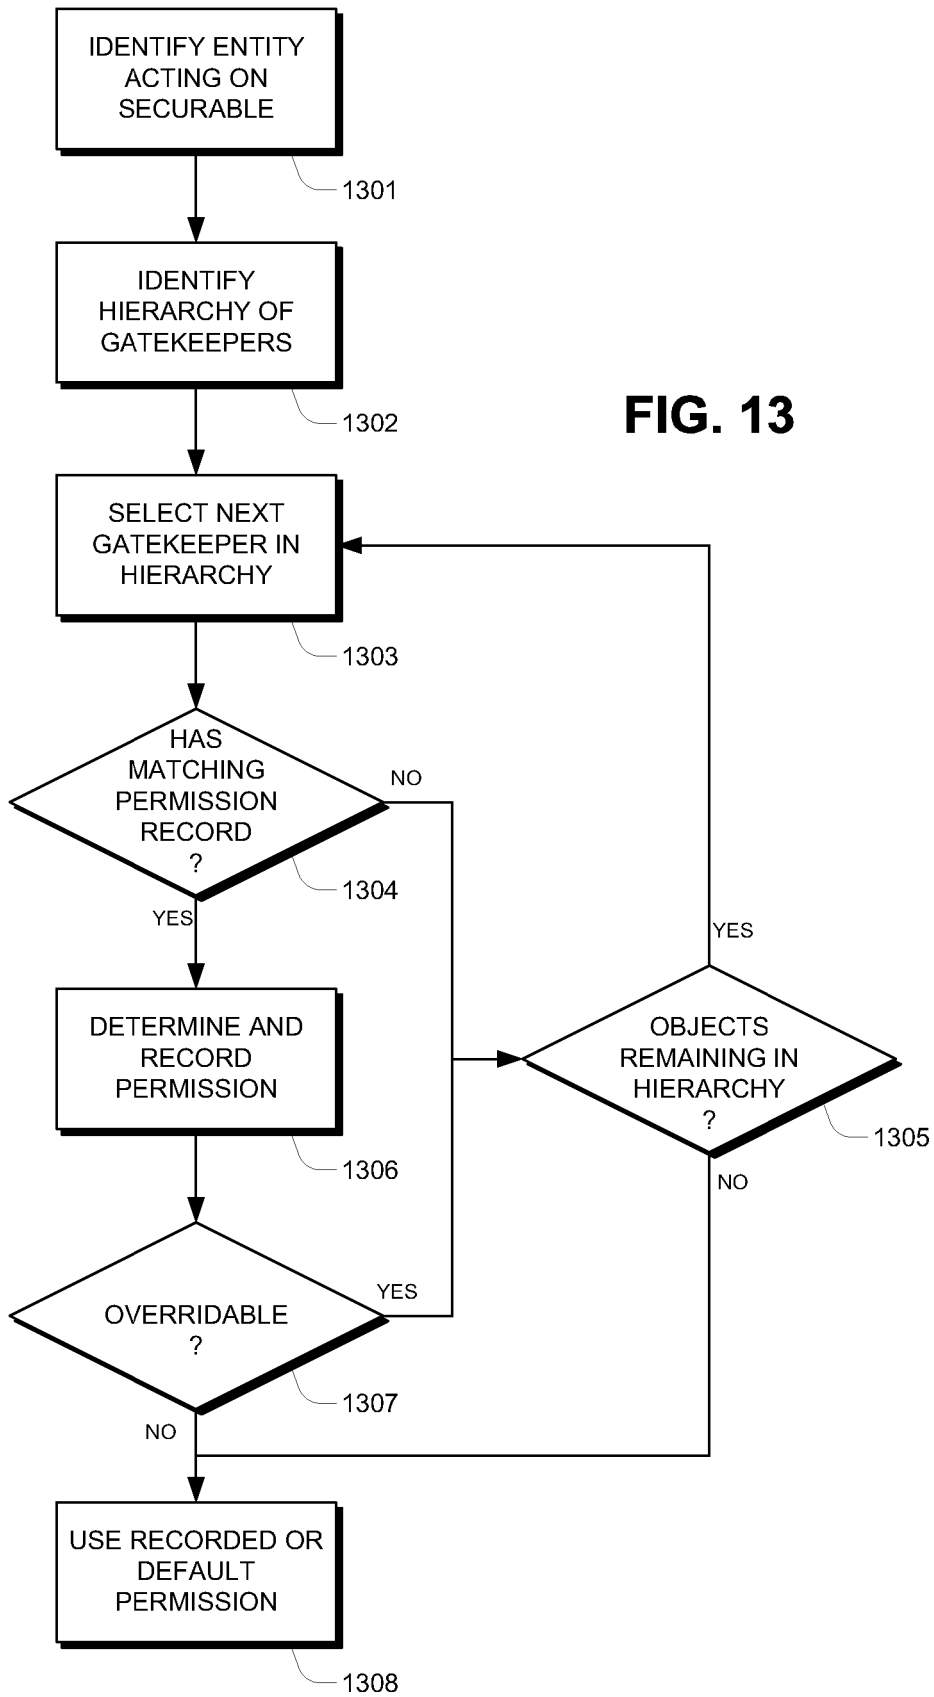 IDENTIFY ENTITY
ACTING ON
SECURABLE
1301
IDENTIFY
HIERARCHY OF
GATEKEEPERS
1302
FIG. 13
SELECT NEXT
GATEKEEPER IN
HIERARCHY
1303
HAS
MATCHING
PERMISSION
RECORD
?
NO
1304
YES
YES
DETERMINE AND
RECORD
PERMISSION
1306
OBJECTS
REMAINING IN
HIERARCHY
?
1305
NO
OVERRIDABLE
?
YES
1307
NO
USE RECORDED OR
DEFAULT
PERMISSION
1308